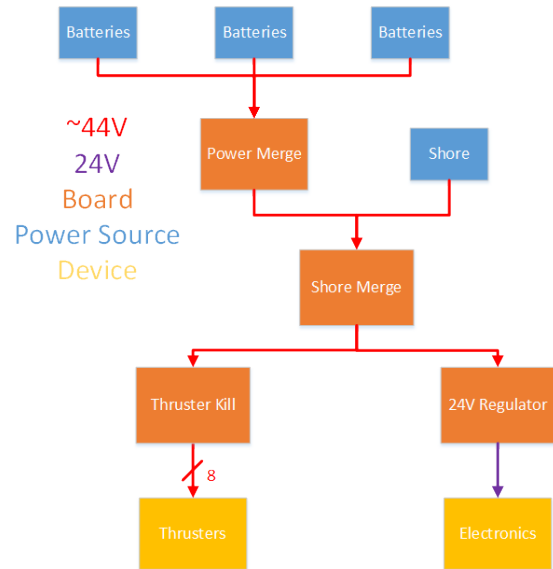 Batteries
Batteries
Batteries
~44V
24V
Board
Power Source
Device
Power Merge
Shore
Shore Merge
Thruster Kill
24V Regulator
8
Thrusters
Electronics